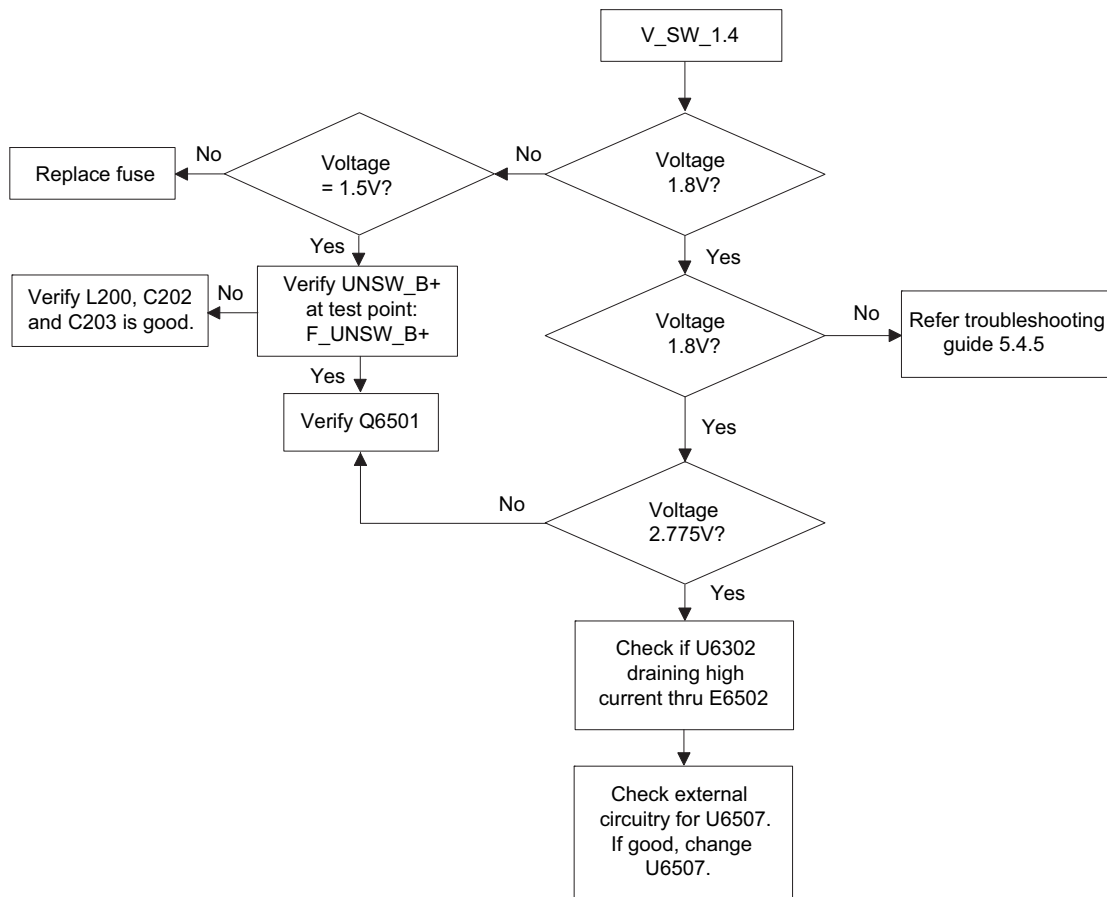 V_SW_1.4
Voltage
1.8V?
No
Voltage
= 1.5V?
No
Replace fuse
Yes
Yes
Verify UNSW_B+
at test point:
F_UNSW_B+
No
Verify L200, C202
and C203 is good.
Voltage
1.8V?
No
Refer troubleshooting
guide 5.4.5
Yes
Verify Q6501
Yes
Voltage
2.775V?
No
Yes
Check if U6302
draining high
current thru E6502
Check external
circuitry for U6507.
If good, change
U6507.